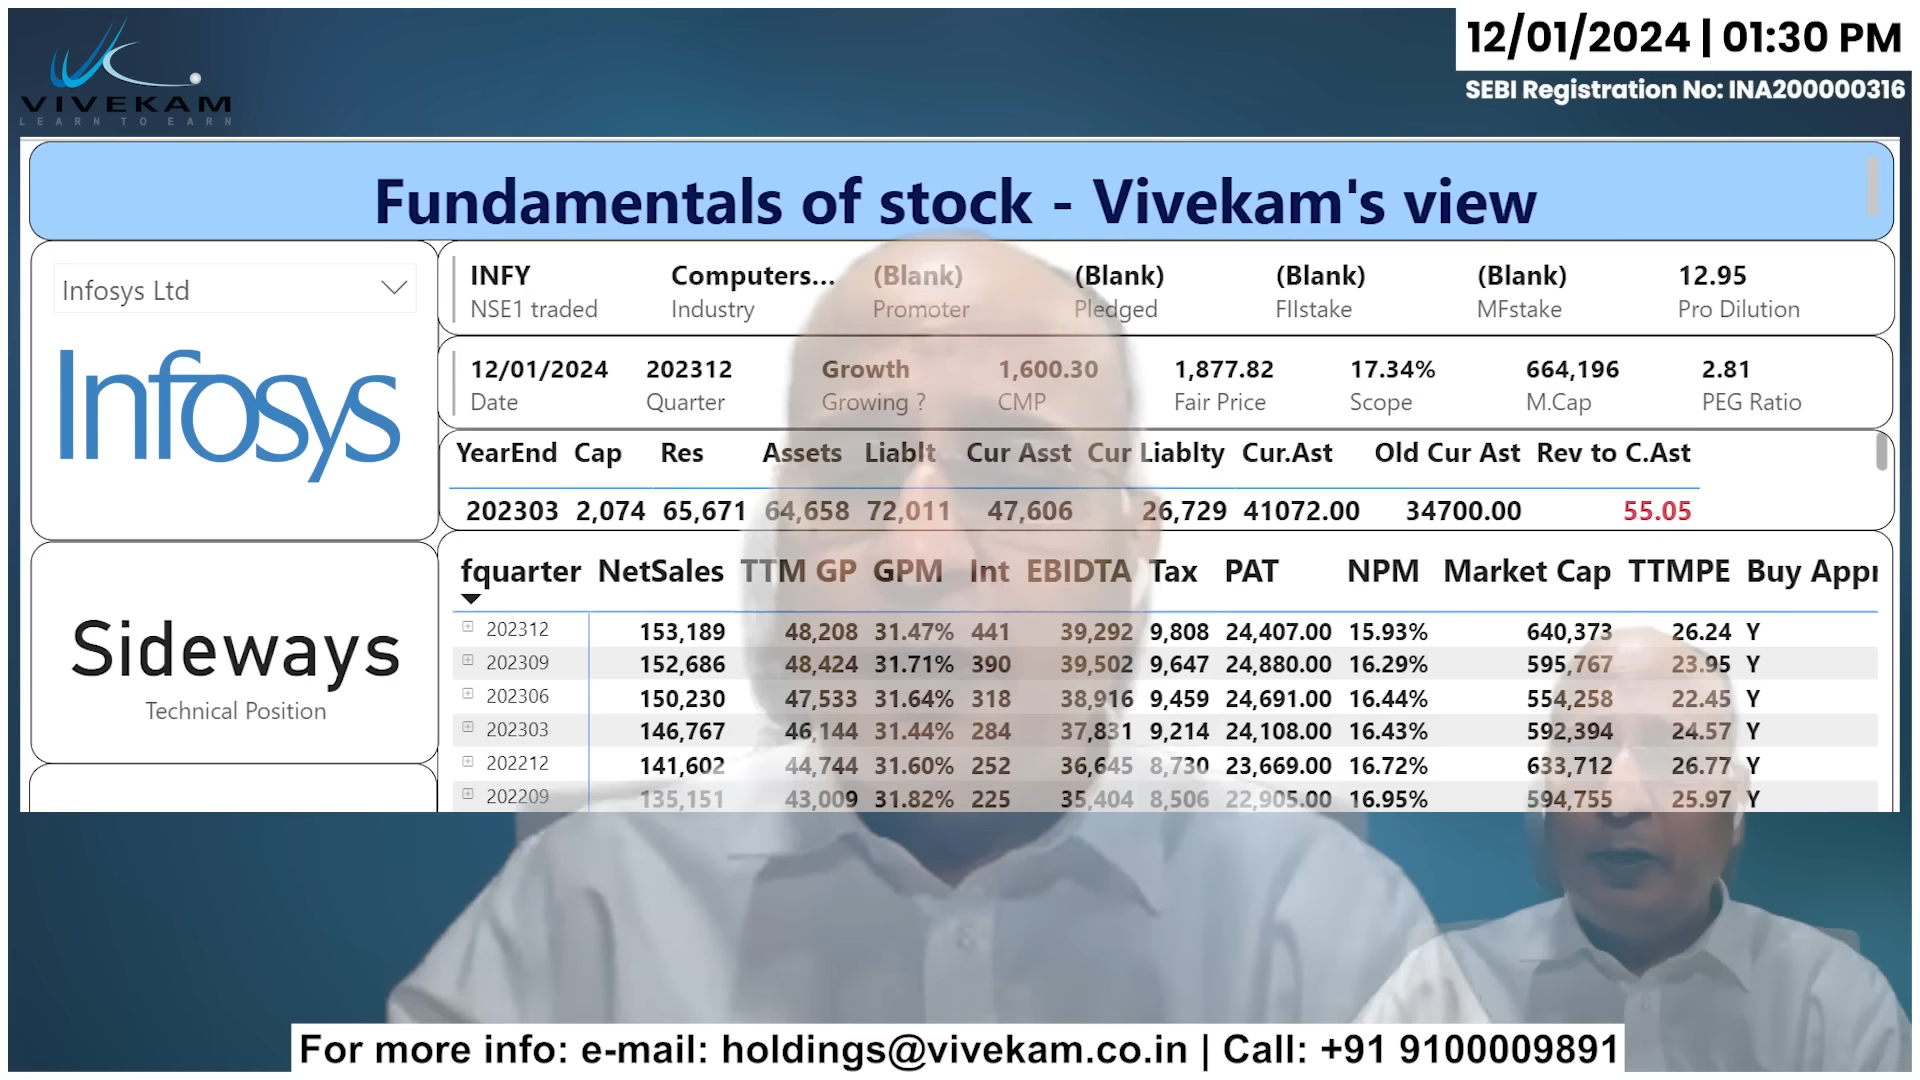 12/01/2024 | 01:30 PM
SEBI Registration No: INA200000316
VIVEKAM
LEARN TO EARN
Fundamentals of stock - Vivekam's view
Infosys Ltd
Infosys
Sideways
Technical Position
INFY Computers... (Blank) (Blank) (Blank) (Blank) 12.95
NSE1 traded Industry Promoter Pledged FIIstake MFstake Pro Dilution
12/01/2024 202312 Growth 1,600.30 1,877.82 17.34% 664,196 2.81
Date Quarter Growing ? CMP Fair Price Scope M.Cap PEG Ratio
YearEnd Cap Res Assets Liablt Cur Asst Cur Liablty Cur.Ast Old Cur Ast Rev to C.Ast
202303 2,074 65,671 64,658 72,011 47,606 26,729 41072.00 34700.00 55.05
fquarter NetSales TTM GP GPM Int EBIDTA Tax PAT NPM Market Cap TTMPE Buy Appr
202312 153,189 48,208 31.47% 441 39,292 9,808 24,407.00 15.93% 640,373 26.24 Y
202309 152,686 48,424 31.71% 390 39,502 9,647 24,880.00 16.29% 595,767 23.95 Y
202306 150,230 47,533 31.64% 318 38,916 9,459 24,691.00 16.44% 554,258 22.45 Y
202303 146,767 46,144 31.44% 284 37,831 9,214 24,108.00 16.43% 592,394 24.57 Y
202212 141,602 44,744 31.60% 252 36,645 8,730 23,669.00 16.72% 633,712 26.77 Y
202209 135,151 43,009 31.82% 225 35,404 8,506 22,905.00 16.95% 594,755 25.97 Y
For more info: e-mail: holdings@vivekam.co.in | Call: +91 9100009891